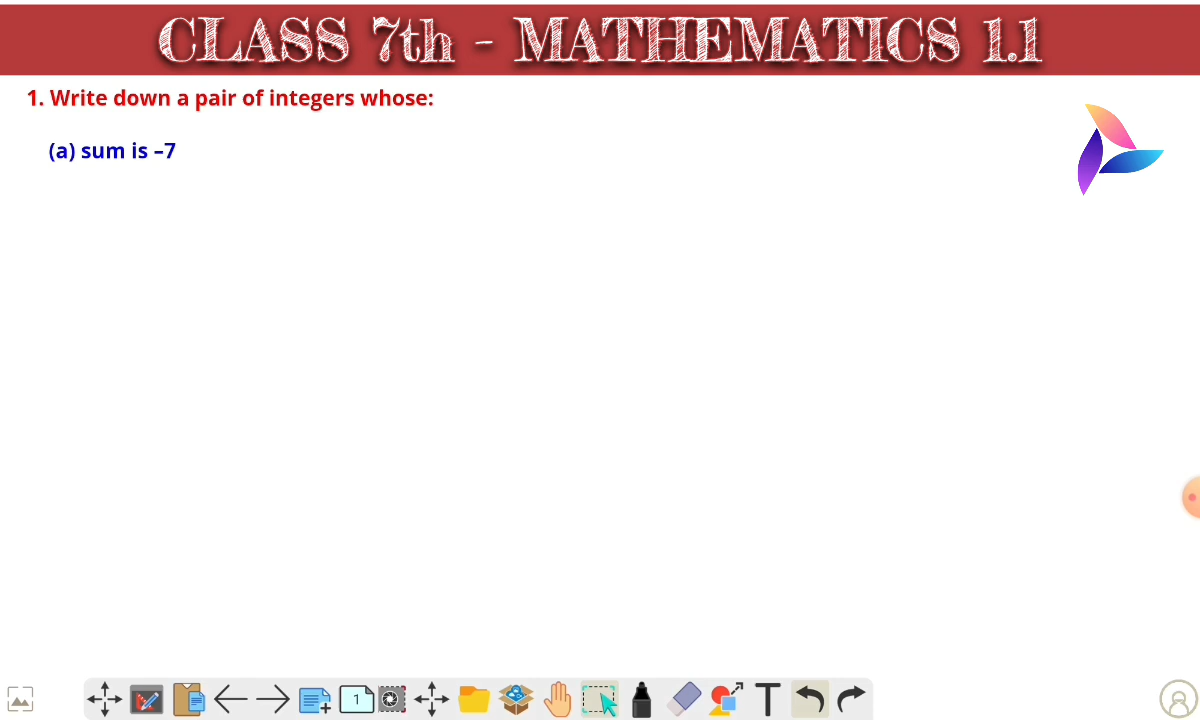 CLASS 7th - MATHEMATICS 1.1
1. Write down a pair of integers whose:
(a) sum is –7
1
T